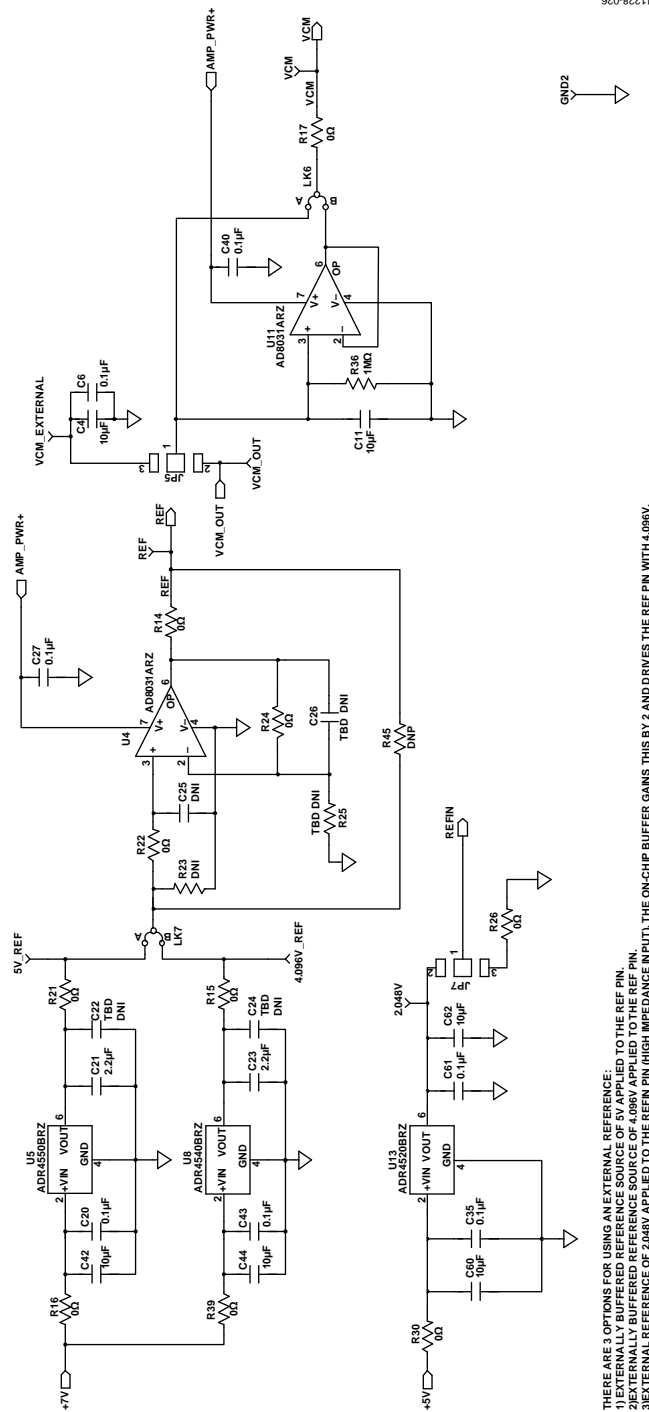 +7V
R16
0Ω
C42
10µF
C20
0.1µF
U5
ADR4550BRZ
2
+VIN
VOUT
6
GND
4
C21
2.2µF
C22
TBD
DNI
R21
0Ω
5V_REF
R39
0Ω
C44
10µF
C43
0.1µF
U8
ADR4540BRZ
2
+VIN
VOUT
6
GND
4
C23
2.2µF
C24
TBD
DNI
R15
0Ω
4.096V_REF
A
B
LK7
R23
DNI
R22
0Ω
C25
DNI
3
+
2
–
U4
AD8031ARZ
7
V+
V–
4
OP
6
C27
0.1µF
AMP_PWR+
R25
TBD DNI
R24
0Ω
C26
TBD DNI
R14
0Ω
REF
REF
REF
R45
DNP
+5V
R30
0Ω
C60
10µF
C35
0.1µF
U13
ADR4520BRZ
2
+VIN
VOUT
6
GND
4
C61
0.1µF
C62
10µF
2.048V
2
1
3
JP7
REFIN
R26
0Ω
VCM_EXTERNAL
C4
10µF
C6
0.1µF
3
1
2
JP5
VCM_OUT
VCM_OUT
C11
10µF
R36
1MΩ
U11
AD8031ARZ
3
+
2
–
7
V+
V–
4
OP
6
C40
0.1µF
AMP_PWR+
A
B
LK6
R17
0Ω
VCM
VCM
VCM
GND2
THERE ARE 3 OPTIONS FOR USING AN EXTERNAL REFERENCE:
1) EXTERNALLY BUFFERED REFERENCE SOURCE OF 5V APPLIED TO THE REF PIN.
2)EXTERNALLY BUFFERED REFERENCE SOURCE OF 4.096V APPLIED TO THE REF PIN.
3)EXTERNAL REFERENCE OF 2.048V APPLIED TO THE REFIN PIN (HIGH IMPEDANCE INPUT). THE ON-CHIP BUFFER GAINS THIS BY 2 AND DRIVES THE REF PIN WITH 4.096V.